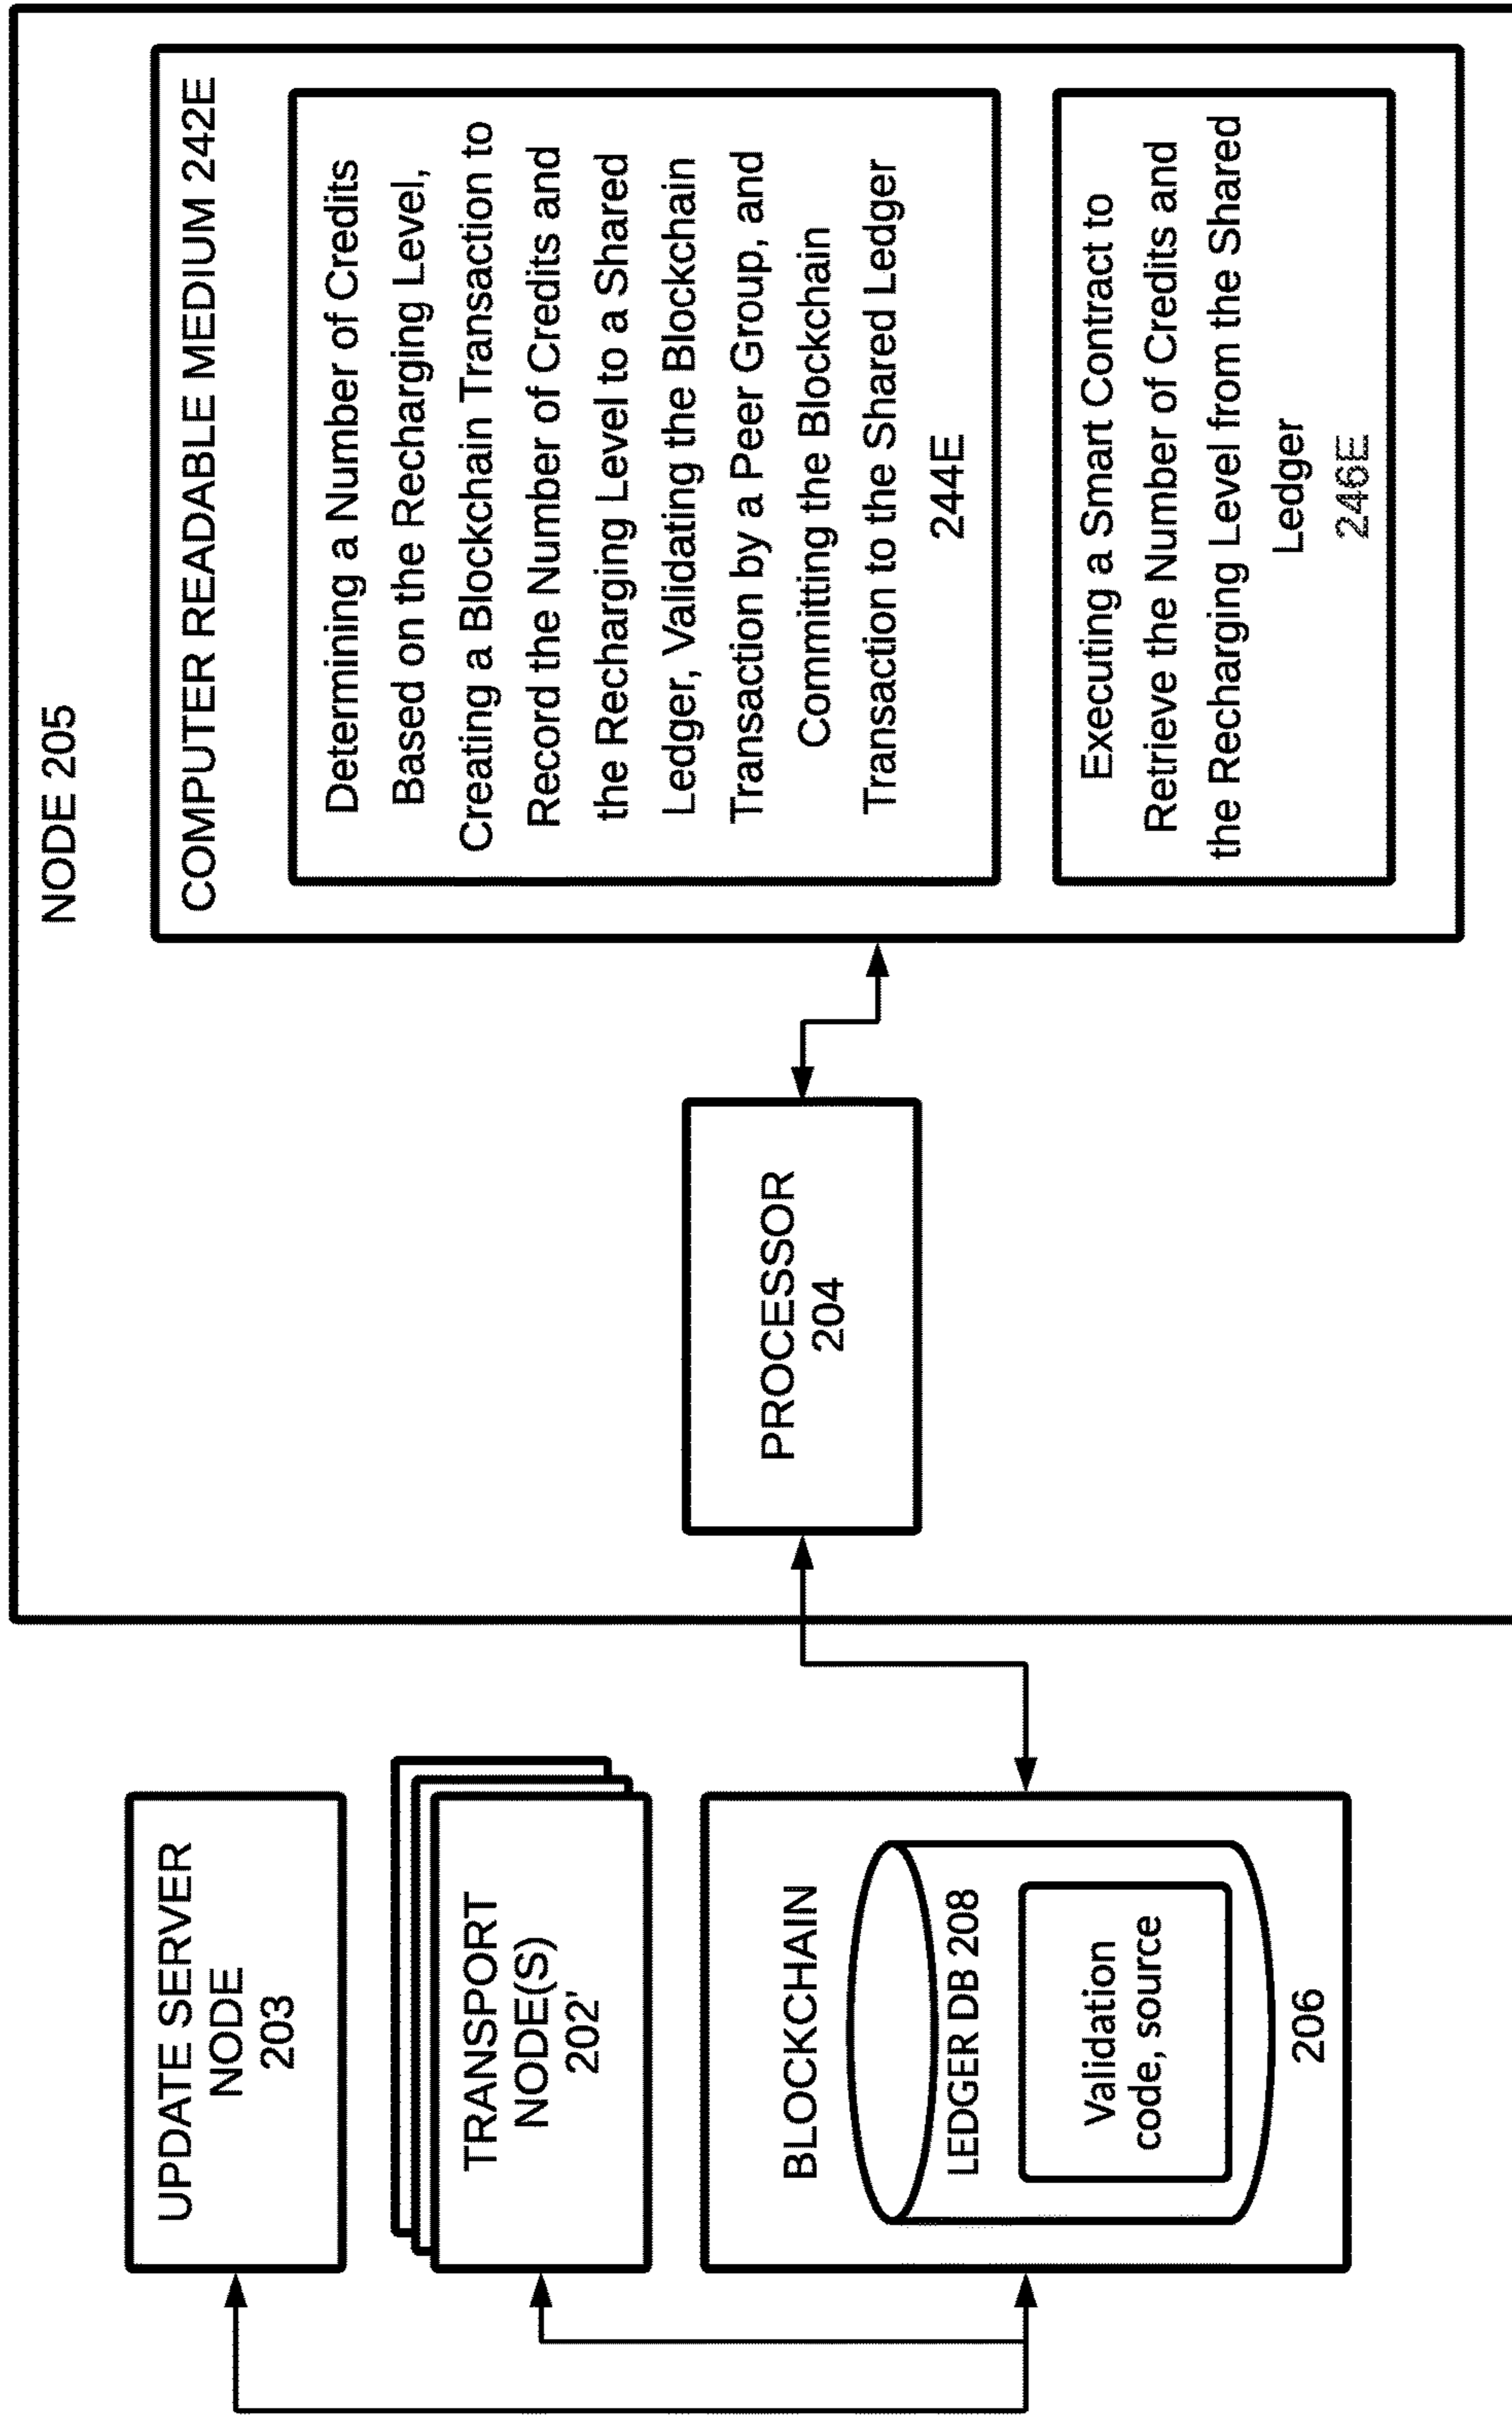 NODE 205
COMPUTER READABLE MEDIUM 242E
Determining a Number of Credits
Based on the Recharging Level,
Creating a Blockchain Transaction to
Record the Number of Credits and
the Recharging Level to a Shared
Ledger, Validating the Blockchain
Transaction by a Peer Group, and
Committing the Blockchain
Transaction to the Shared Ledger
244E
Executing a Smart Contract to
Retrieve the Number of Credits and
the Recharging Level from the Shared
Ledger
246E
PROCESSOR
204
UPDATE SERVER
NODE
203
TRANSPORT
NODE(S)
202'
BLOCKCHAIN
LEDGER DB 208
Validation
code, source
206